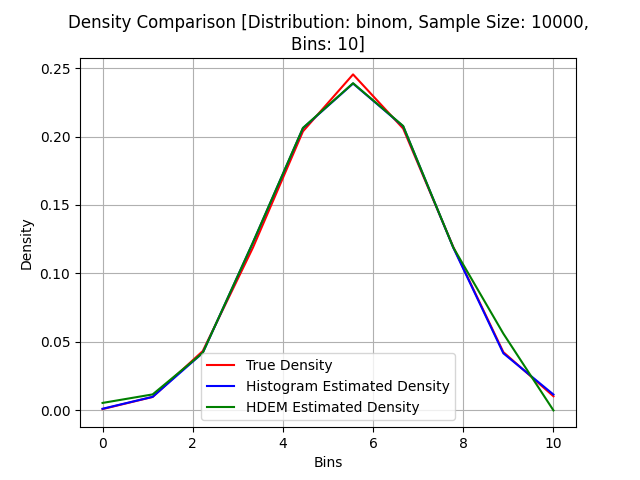 Density Comparison [Distribution: binom, Sample Size: 10000,
Bins: 10]
0.25
0.20
0.15
0.10
0.05
0.00
Density
True Density
Histogram Estimated Density
HDEM Estimated Density
0 2 4 6 8 10
Bins